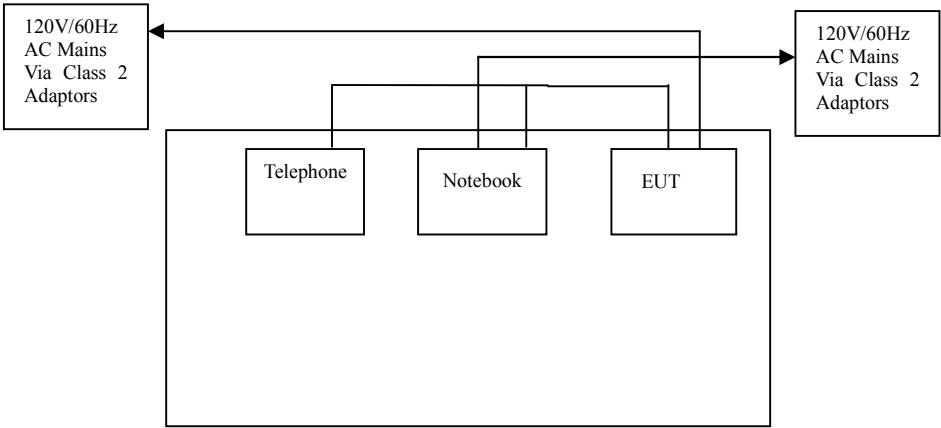 120V/60Hz
AC Mains
Via Class 2
Adaptors
120V/60Hz
AC Mains
Via Class 2
Adaptors
Telephone
Notebook
EUT